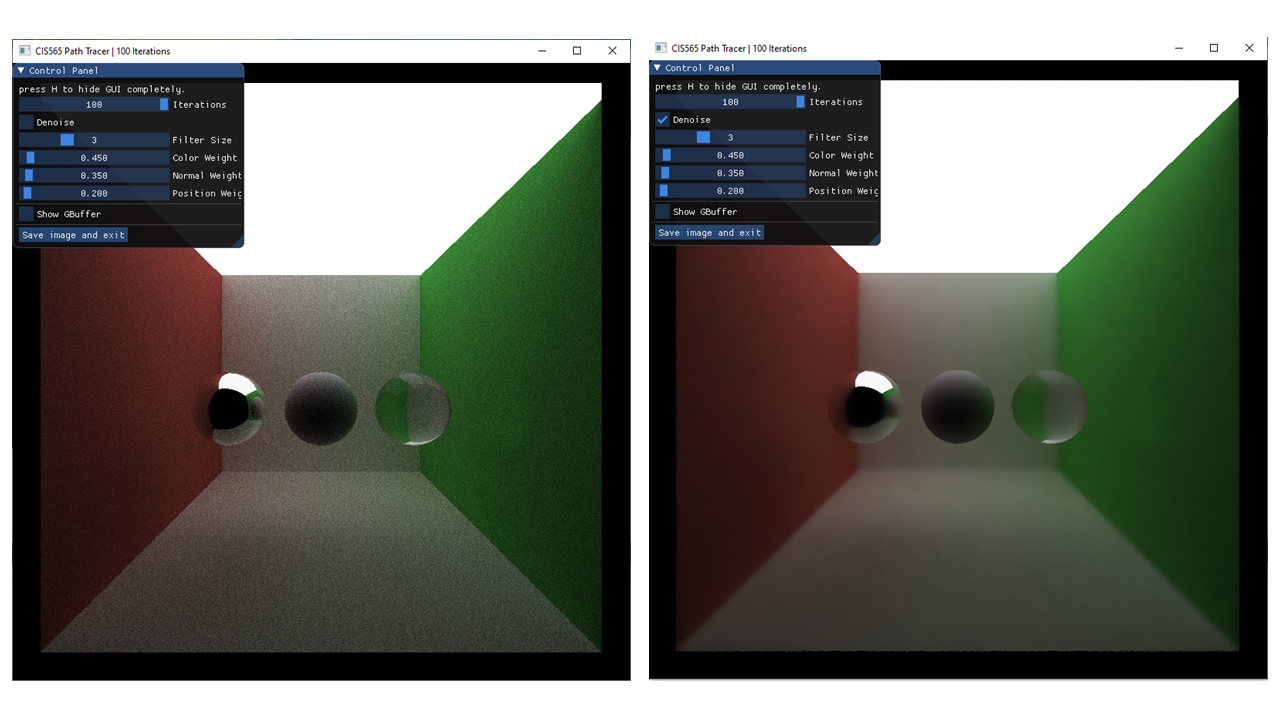 CIS565 Path Tracer | 100 Iterations
Control Panel
press H to hide GUI completely.
100 Iterations
Denoise
3 Filter Size
0.450 Color Weight
0.350 Normal Weight
0.200 Position Weig
Show GBuffer
Save image and exit
CIS565 Path Tracer | 100 Iterations
Control Panel
press H to hide GUI completely.
100 Iterations
Denoise
3 Filter Size
0.450 Color Weight
0.350 Normal Weight
0.200 Position Weig
Show GBuffer
Save image and exit